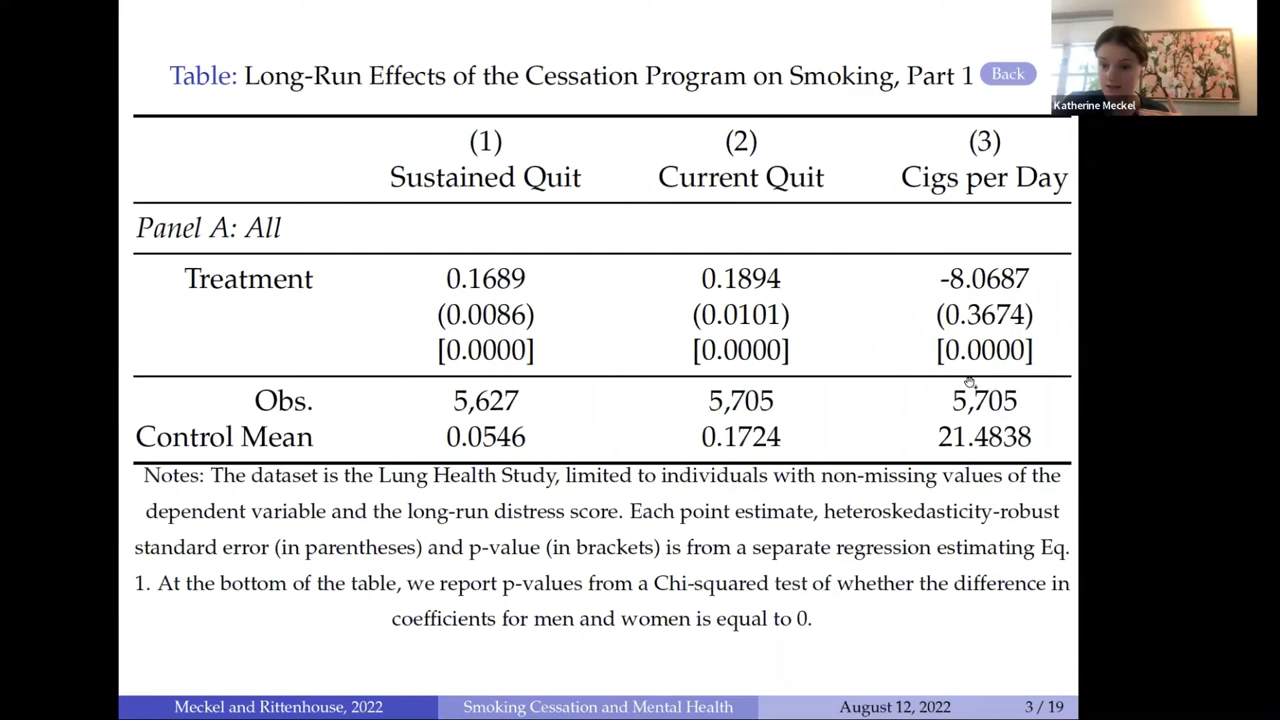 Table: Long-Run Effects of the Cessation Program on Smoking, Part 1 Back
Katherine Meckel
(1) (2) (3)
Sustained Quit Current Quit Cigs per Day
Panel A: All
Treatment 0.1689 0.1894 -8.0687
(0.0086) (0.0101) (0.3674)
[0.0000] [0.0000] [0.0000]
Obs. 5,627 5,705 5,705
Control Mean 0.0546 0.1724 21.4838
Notes: The dataset is the Lung Health Study, limited to individuals with non-missing values of the
dependent variable and the long-run distress score. Each point estimate, heteroskedasticity-robust
standard error (in parentheses) and p-value (in brackets) is from a separate regression estimating Eq.
1. At the bottom of the table, we report p-values from a Chi-squared test of whether the difference in
coefficients for men and women is equal to 0.
Meckel and Rittenhouse, 2022 Smoking Cessation and Mental Health August 12, 2022 3 / 19